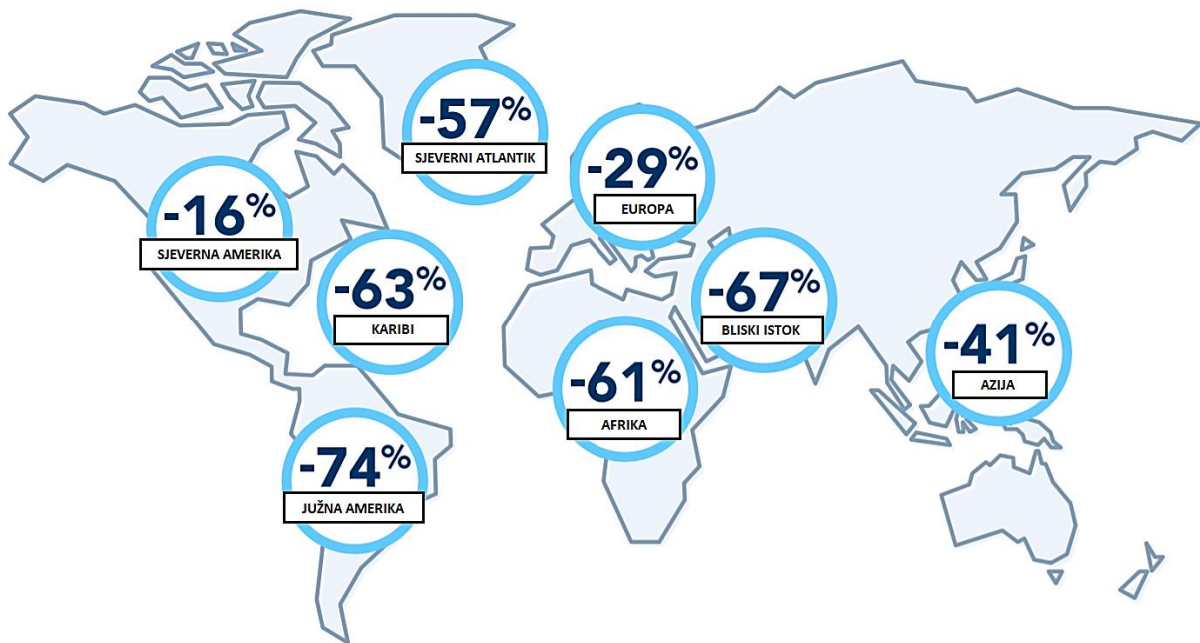 -57%
SJEVERNI ATLANTIK
-29%
EUROPA
-16%
SJEVERNA AMERIKA
-63%
KARIBI
-67%
BLISKI ISTOK
-41%
AZIJA
-61%
AFRIKA
-74%
JUŽNA AMERIKA